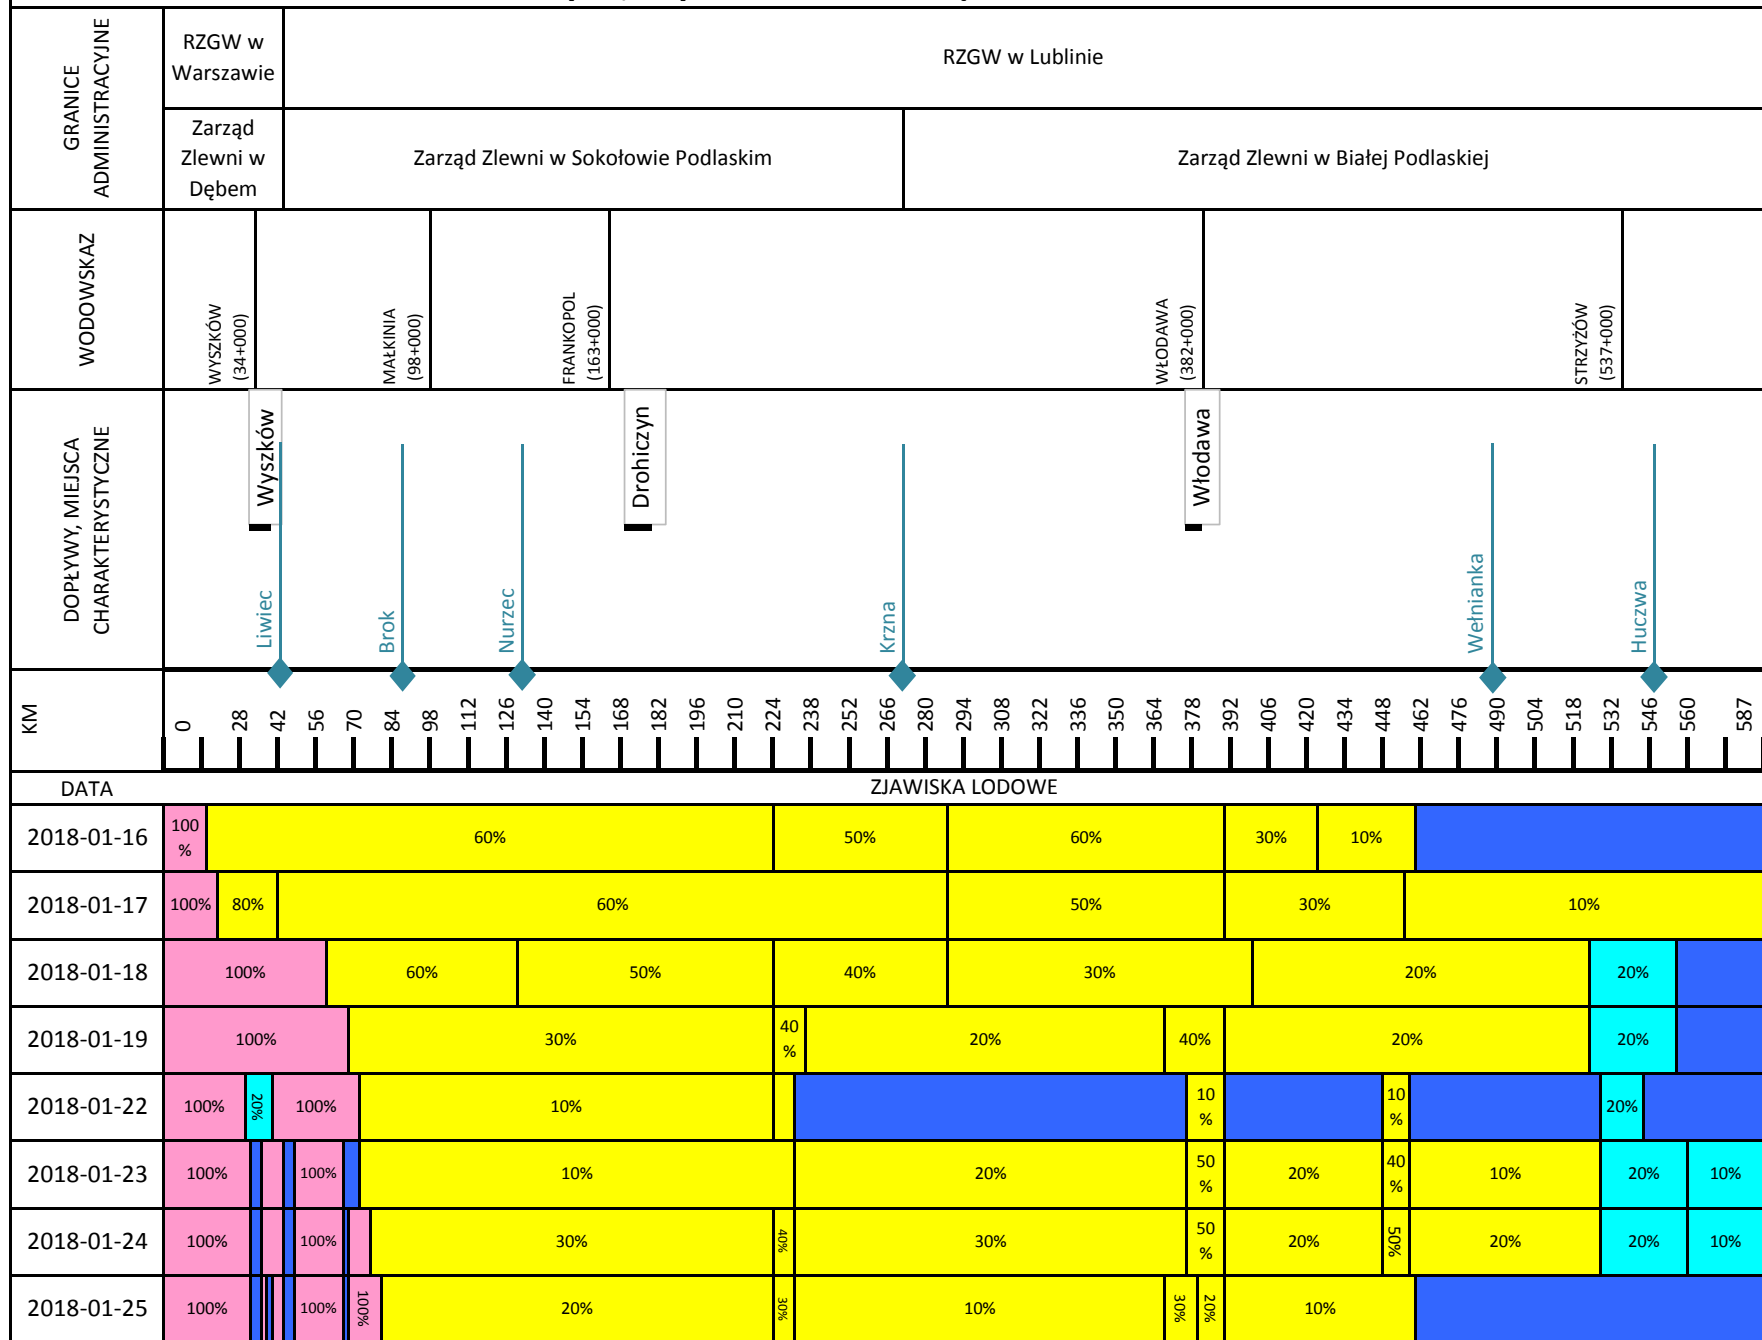 GRANICE
ADMINISTRACYJNE
RZGW w
Warszawie
RZGW w Lublinie
Zarząd
Zlewni w
Dębem
Zarząd Zlewni w Sokołowie Podlaskim
Zarząd Zlewni w Białej Podlaskiej
WODOWSKAZ
WYSZKÓW
(34+000)
MAŁKINIA
(98+000)
FRANKOPOL
(163+000)
WŁODAWA
(382+000)
STRZYŻÓW
(537+000)
DOPŁYWY, MIEJSCA
CHARAKTERYSTYCZNE
Wyszków
Drohiczyn
Włodawa
Liwiec
Brok
Nurzec
Krzna
Wełnianka
Huczwa
KM
0 28 42 56 70 84 98 112 126 140 154 168 182 196 210 224 238 252 266 280 294 308 322 336 350 364 378 392 406 420 434 448 462 476 490 504 518 532 546 560 587
DATA ZJAWISKA LODOWE
2018-01-16 100 % 60% 50% 60% 30% 10%
2018-01-17 100% 80% 60% 50% 30% 10%
2018-01-18 100% 60% 50% 40% 30% 20% 20%
2018-01-19 100% 30% 40 % 20% 40% 20% 20%
2018-01-22 100% 20% 100% 10% 10 % 10 % 20%
2018-01-23 100% 100% 10% 20% 50 % 20% 40 % 10% 20% 10%
2018-01-24 100% 100% 30% 40% 30% 50 % 20% 50% 20% 20% 10%
2018-01-25 100% 100% 100% 20% 30% 10% 30% 20% 10%